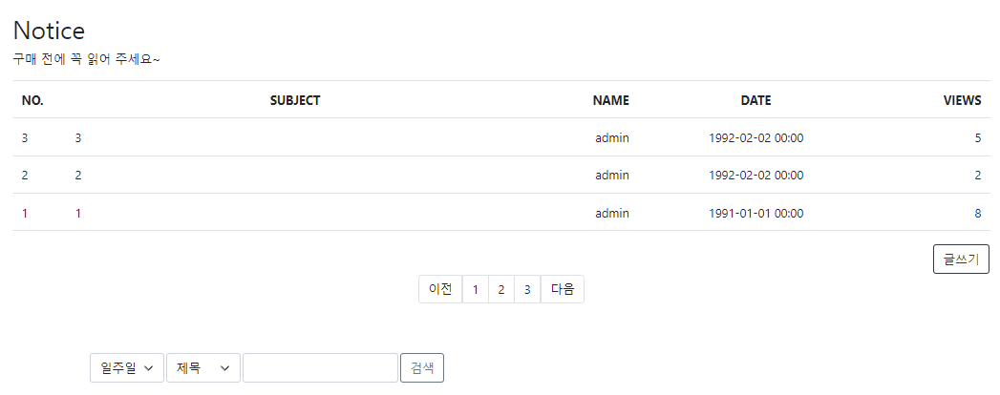 Notice
구매 전에 꼭 읽어 주세요~
NO. SUBJECT NAME DATE VIEWS
3 3 admin 1992-02-02 00:00 5
2 2 admin 1992-02-02 00:00 2
1 1 admin 1991-01-01 00:00 8
글쓰기
이전 1 2 3 다음
일주일 제목 검색